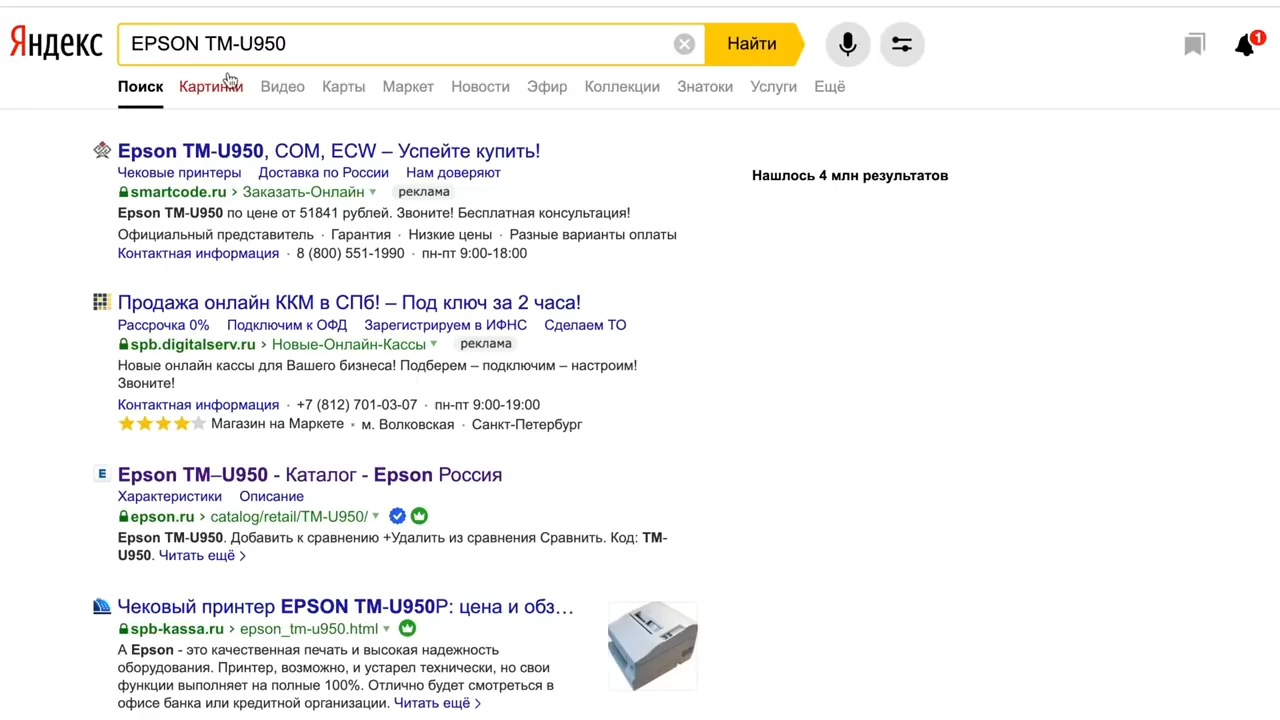 Яндекс
EPSON TM-U950
Найти
1
Поиск Картинки Видео Карты Маркет Новости Эфир Коллекции Знатоки Услуги Ещё
Epson TM-U950, COM, ECW – Успейте купить!
Чековые принтеры Доставка по России Нам доверяют
smartcode.ru › Заказать-Онлайн реклама
Epson TM-U950 по цене от 51841 рублей. Звоните! Бесплатная консультация!
Официальный представитель · Гарантия · Низкие цены · Разные варианты оплаты
Контактная информация · 8 (800) 551-1990 · пн-пт 9:00-18:00
Нашлось 4 млн результатов
Продажа онлайн ККМ в СПб! – Под ключ за 2 часа!
Рассрочка 0% Подключим к ОФД Зарегистрируем в ИФНС Сделаем ТО
spb.digitalserv.ru › Новые-Онлайн-Кассы реклама
Новые онлайн кассы для Вашего бизнеса! Подберем – подключим – настроим!
Звоните!
Контактная информация · +7 (812) 701-03-07 · пн-пт 9:00-19:00
Магазин на Маркете · м. Волковская · Санкт-Петербург
E
Epson TM–U950 - Каталог - Epson Россия
Характеристики Описание
epson.ru › catalog/retail/TM-U950/
Epson TM-U950. Добавить к сравнению +Удалить из сравнения Сравнить. Код: TM-
U950. Читать ещё ›
Чековый принтер EPSON TM-U950P: цена и обз…
spb-kassa.ru › epson_tm-u950.html
А Epson - это качественная печать и высокая надежность
оборудования. Принтер, возможно, и устарел технически, но свои
функции выполняет на полные 100%. Отлично будет смотреться в
офисе банка или кредитной организации. Читать ещё ›